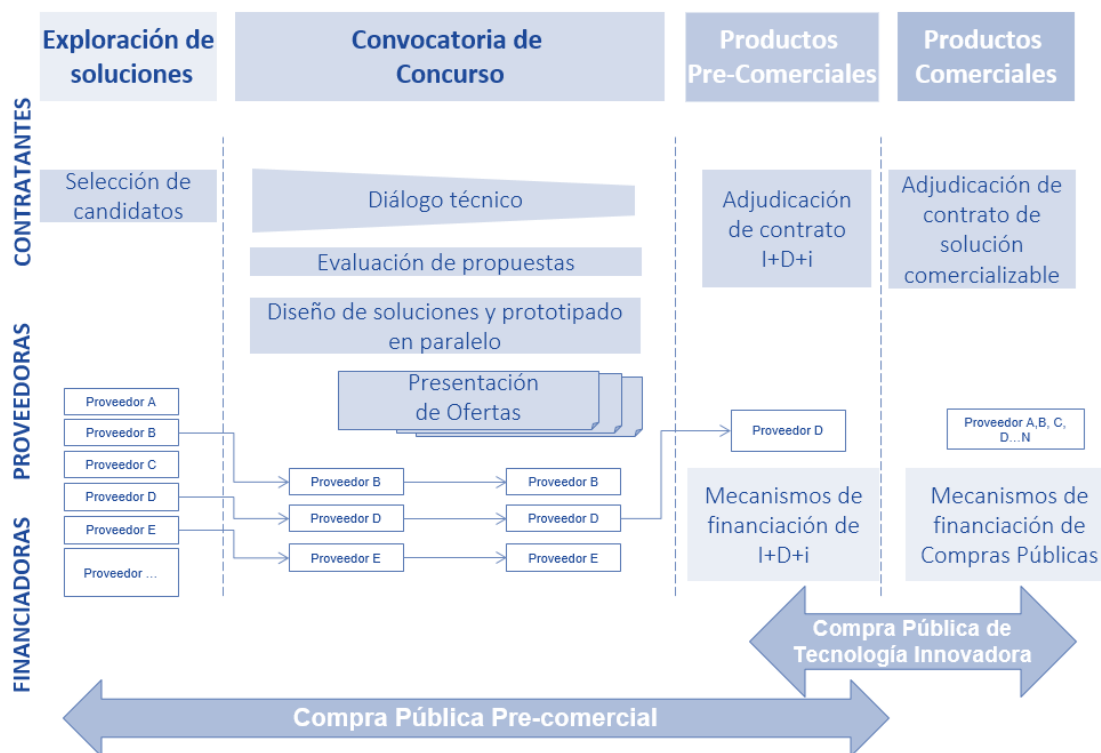 Exploración de
soluciones
Convocatoria de
Concurso
Productos
Pre-Comerciales
Productos
Comerciales
CONTRATANTES
Selección de
candidatos
Diálogo técnico
Evaluación de propuestas
Diseño de soluciones y prototipado
en paralelo
Adjudicación
de contrato
I+D+i
Adjudicación de
contrato de
solución
comercializable
PROVEEDORAS
Presentación
de Ofertas
Proveedor A
Proveedor B
Proveedor C
Proveedor D
Proveedor E
Proveedor ...
Proveedor B
Proveedor D
Proveedor E
Proveedor B
Proveedor D
Proveedor E
Proveedor D
Proveedor A,B, C,
D...N
FINANCIADORAS
Mecanismos de
financiación de
I+D+i
Mecanismos de
financiación de
Compras Públicas
Compra Pública de
Tecnología Innovadora
Compra Pública Pre-comercial